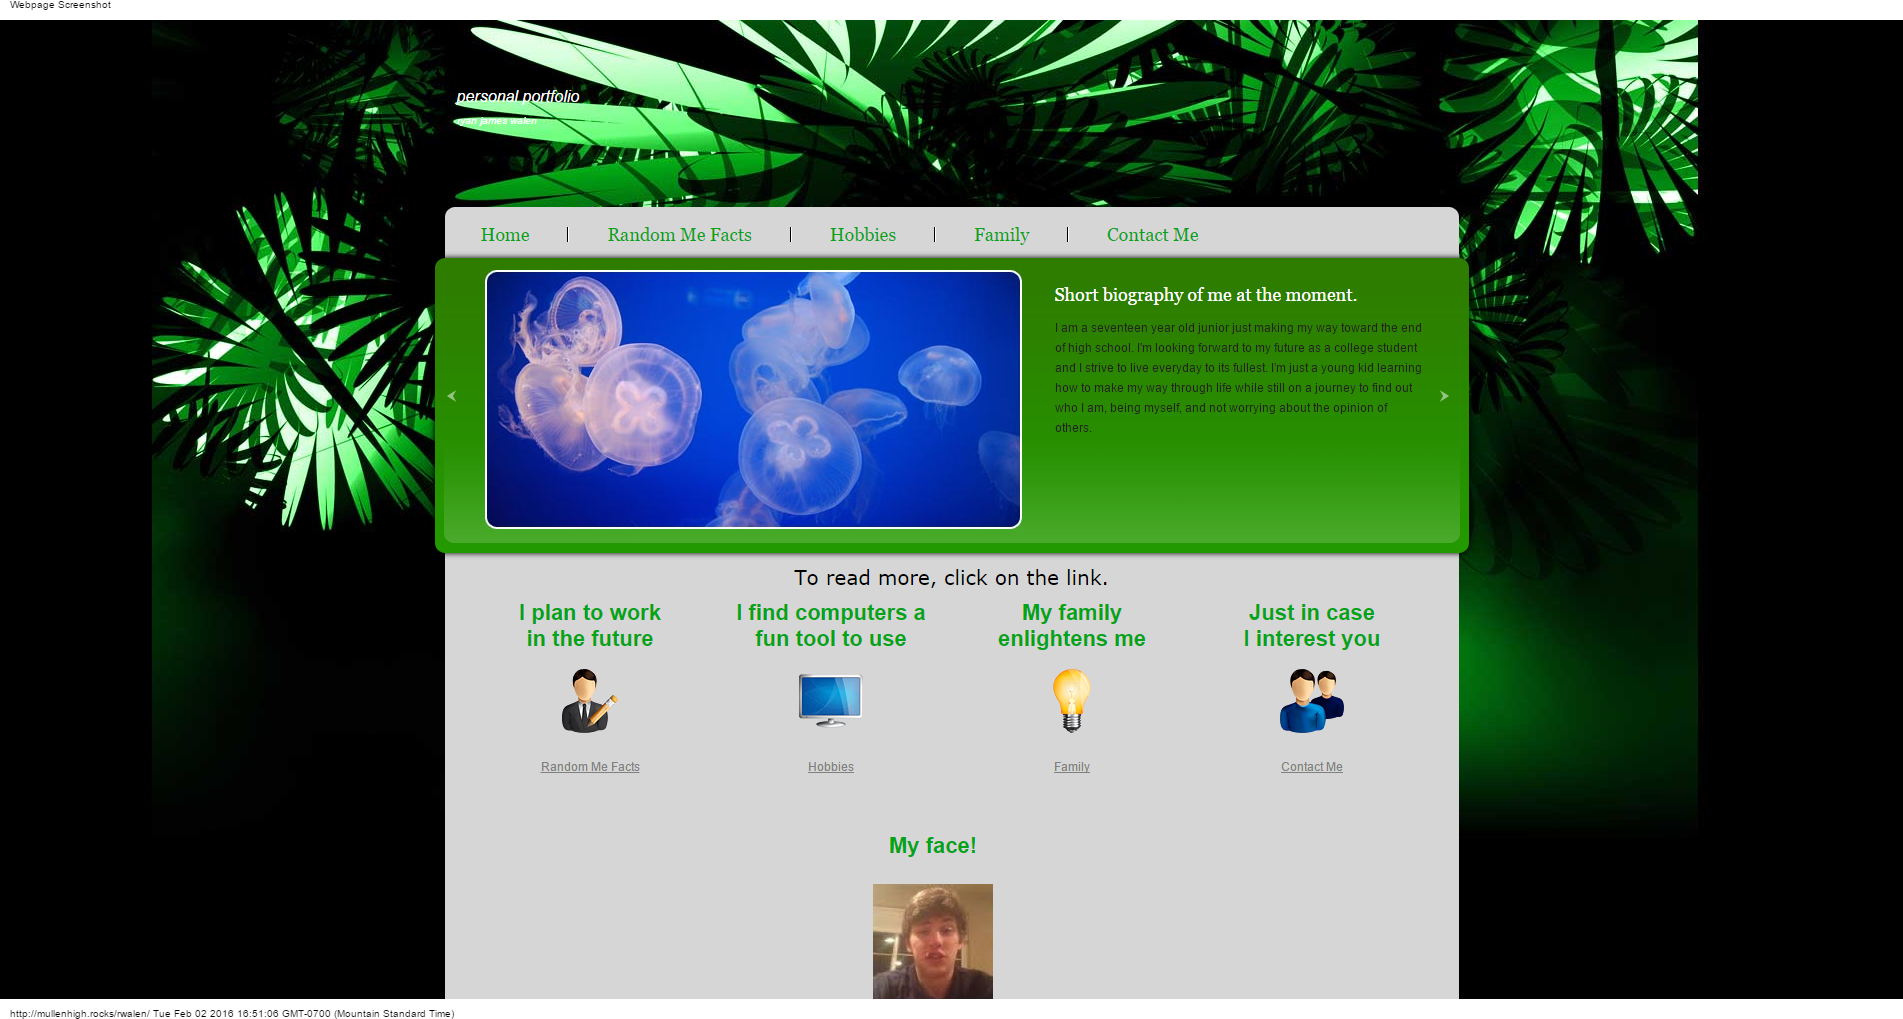 Webpage Screenshot
personal portfolio
ryan james walen
Home
Random Me Facts
Hobbies
Family
Contact Me
Short biography of me at the moment.
I am a seventeen year old junior just making my way toward the end
of high school. I'm looking forward to my future as a college student
and I strive to live everyday to its fullest. I'm just a young kid learning
how to make my way through life while still on a journey to find out
who I am, being myself, and not worrying about the opinion of
others.
To read more, click on the link.
I plan to work
in the future
I find computers a
fun tool to use
My family
enlightens me
Just in case
I interest you
Random Me Facts
Hobbies
Family
Contact Me
My face!
http://mullenhigh.rocks/rwalen/ Tue Feb 02 2016 16:51:06 GMT-0700 (Mountain Standard Time)